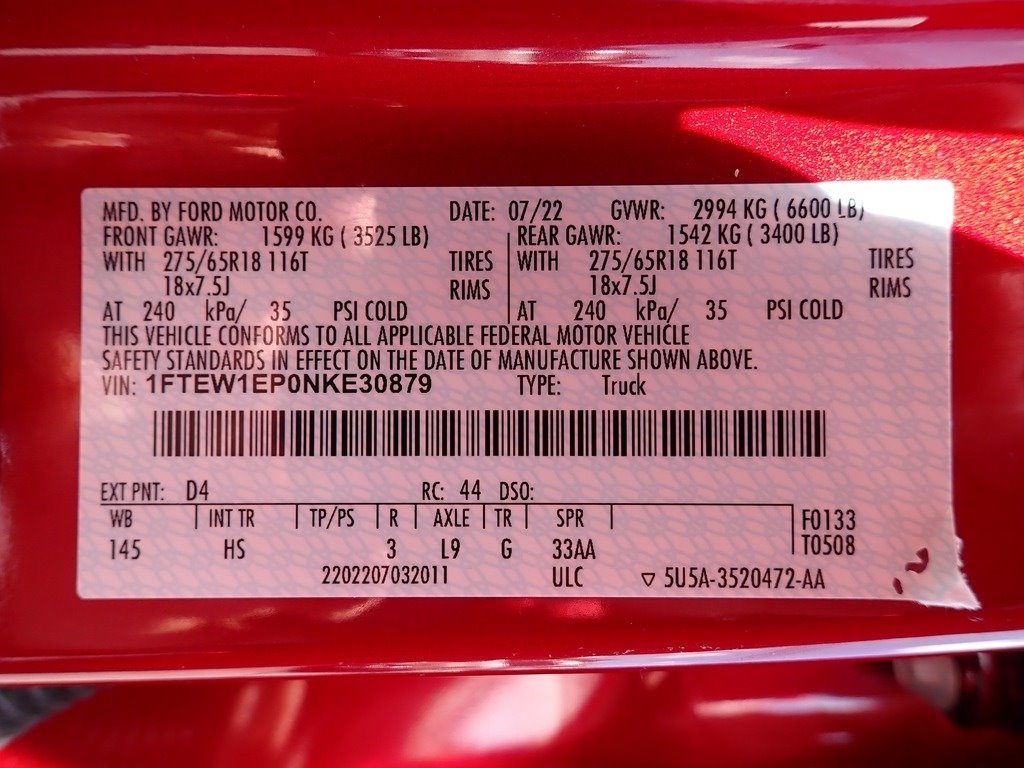 MFD. BY FORD MOTOR CO. DATE: 07/22 GVWR: 2994 KG ( 6600 LB)
FRONT GAWR: 1599 KG ( 3525 LB) REAR GAWR: 1542 KG ( 3400 LB)
WITH 275/65R18 116T TIRES WITH 275/65R18 116T TIRES
18x7.5J RIMS 18x7.5J RIMS
AT 240 kPa/ 35 PSI COLD AT 240 kPa/ 35 PSI COLD
THIS VEHICLE CONFORMS TO ALL APPLICABLE FEDERAL MOTOR VEHICLE
SAFETY STANDARDS IN EFFECT ON THE DATE OF MANUFACTURE SHOWN ABOVE.
VIN: 1FTEW1EP0NKE30879 TYPE: Truck
EXT PNT: D4 RC: 44 DSO:
WB INT TR TP/PS R AXLE TR SPR F0133
145 HS 3 L9 G 33AA T0508
2202207032011 ULC ▽ 5U5A-3520472-AA